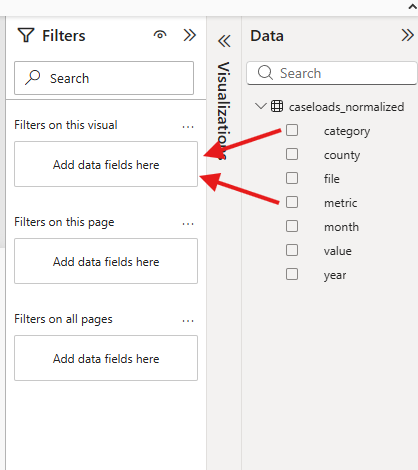 Filters
Search
Filters on this visual ...
Add data fields here
Filters on this page ...
Add data fields here
Filters on all pages ...
Add data fields here
Visualizations
Data
Search
caseloads_normalized
category
county
file
metric
month
value
year